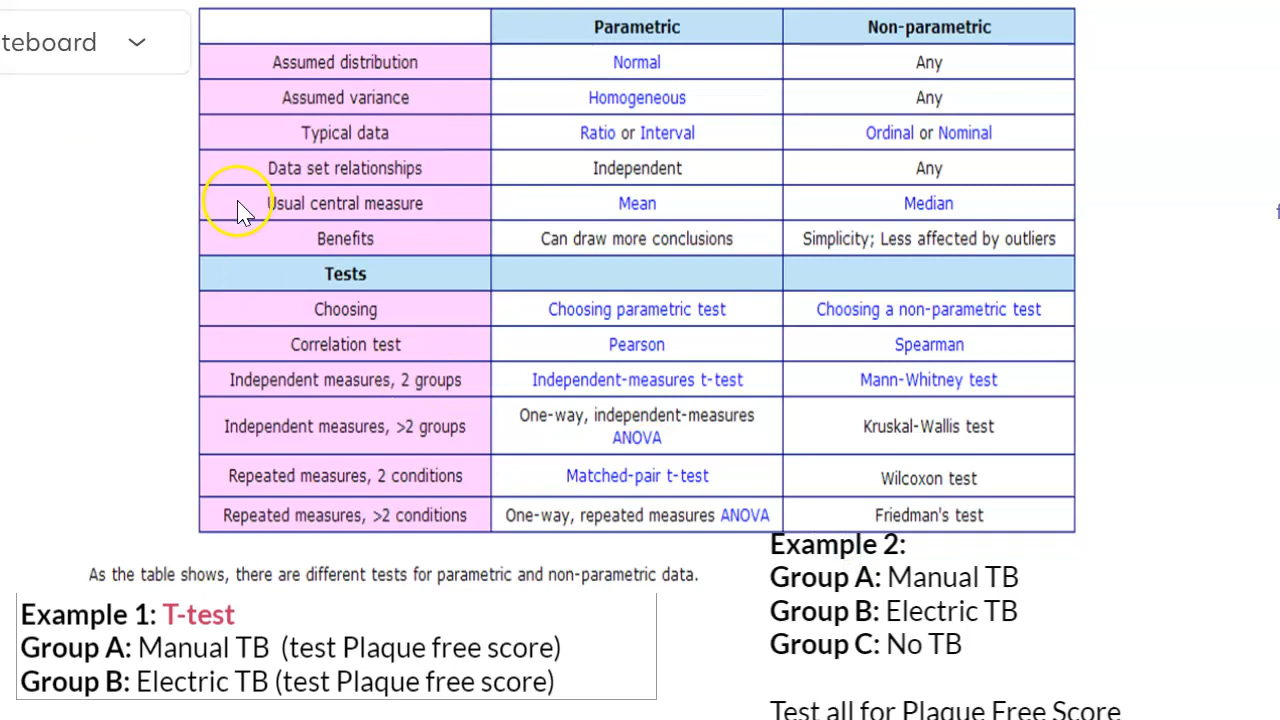 teboard
Parametric Non-parametric
Assumed distribution Normal Any
Assumed variance Homogeneous Any
Typical data Ratio or Interval Ordinal or Nominal
Data set relationships Independent Any
Usual central measure Mean Median
Benefits Can draw more conclusions Simplicity; Less affected by outliers
Tests
Choosing Choosing parametric test Choosing a non-parametric test
Correlation test Pearson Spearman
Independent measures, 2 groups Independent-measures t-test Mann-Whitney test
Independent measures, >2 groups One-way, independent-measures ANOVA Kruskal-Wallis test
Repeated measures, 2 conditions Matched-pair t-test Wilcoxon test
Repeated measures, >2 conditions One-way, repeated measures ANOVA Friedman's test
As the table shows, there are different tests for parametric and non-parametric data.
Example 1: T-test
Group A: Manual TB (test Plaque free score)
Group B: Electric TB (test Plaque free score)
Example 2:
Group A: Manual TB
Group B: Electric TB
Group C: No TB
Test all for Plaque Free Score